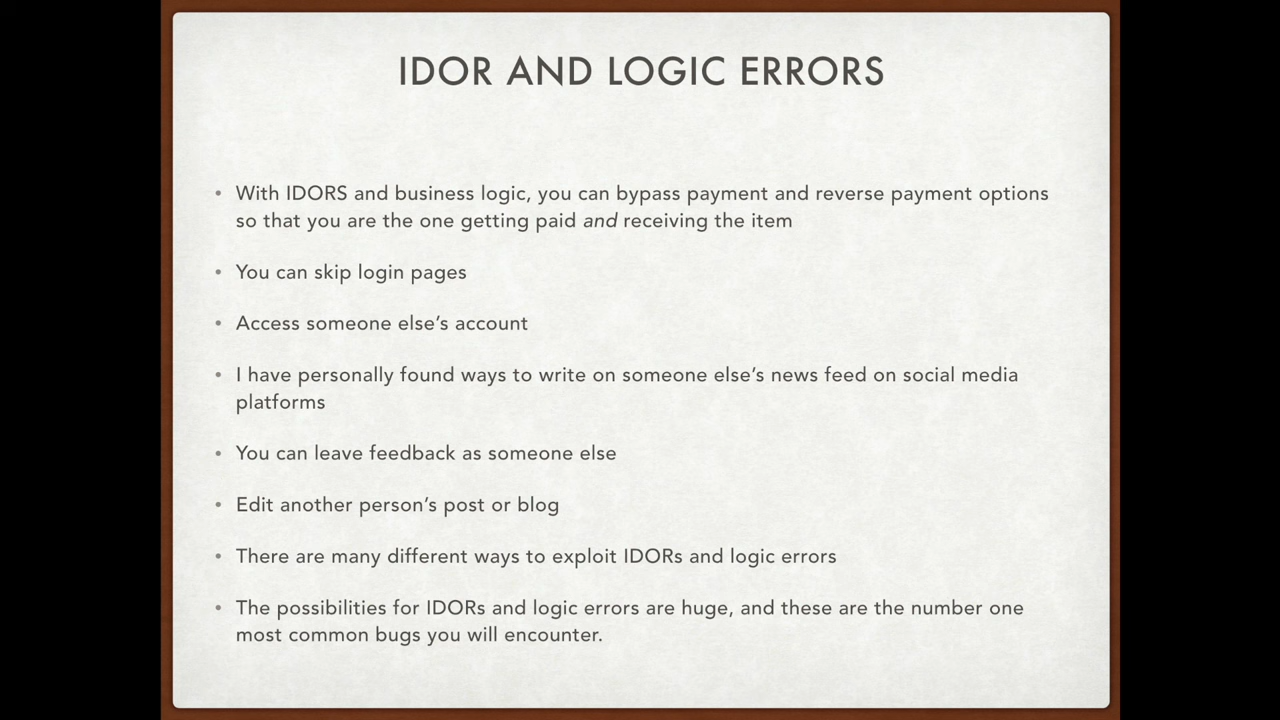 IDOR AND LOGIC ERRORS
• With IDORS and business logic, you can bypass payment and reverse payment options
so that you are the one getting paid and receiving the item
• You can skip login pages
• Access someone else’s account
• I have personally found ways to write on someone else’s news feed on social media
platforms
• You can leave feedback as someone else
• Edit another person’s post or blog
• There are many different ways to exploit IDORs and logic errors
• The possibilities for IDORs and logic errors are huge, and these are the number one
most common bugs you will encounter.